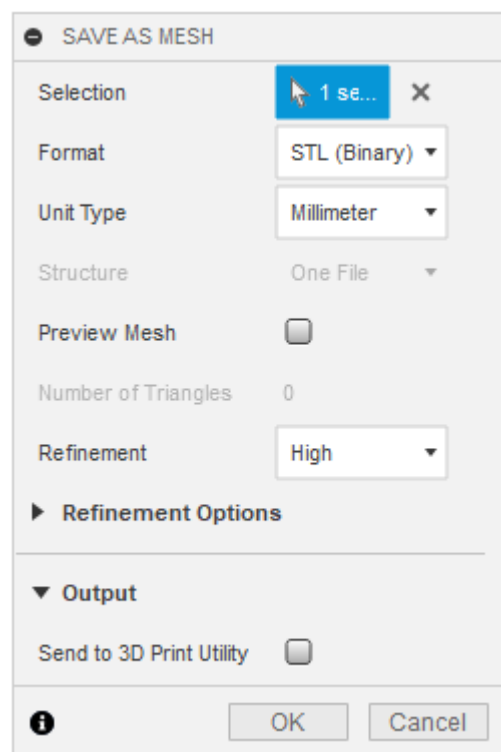 SAVE AS MESH
Selection 1 se...
Format STL (Binary)
Unit Type Millimeter
Structure One File
Preview Mesh
Number of Triangles 0
Refinement High
Refinement Options
Output
Send to 3D Print Utility
OK Cancel